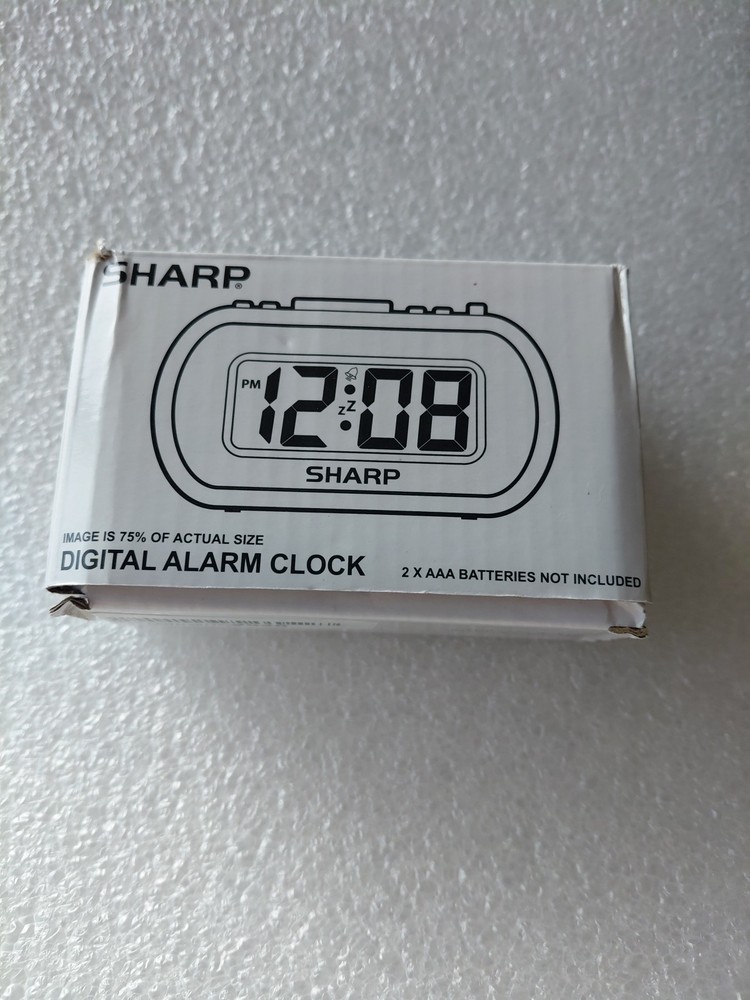 SHARP®
PM 12:08
zZ
SHARP
IMAGE IS 75% OF ACTUAL SIZE
DIGITAL ALARM CLOCK
2 X AAA BATTERIES NOT INCLUDED